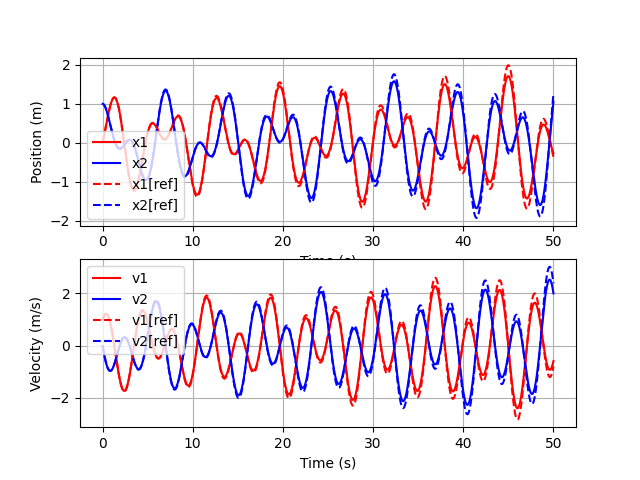 Position (m)
2
1
0
−1
−2
x1
x2
x1[ref]
x2[ref]
0
10
20
30
40
50
Time (s)
Velocity (m/s)
2
0
−2
v1
v2
v1[ref]
v2[ref]
0
10
20
30
40
50
Time (s)